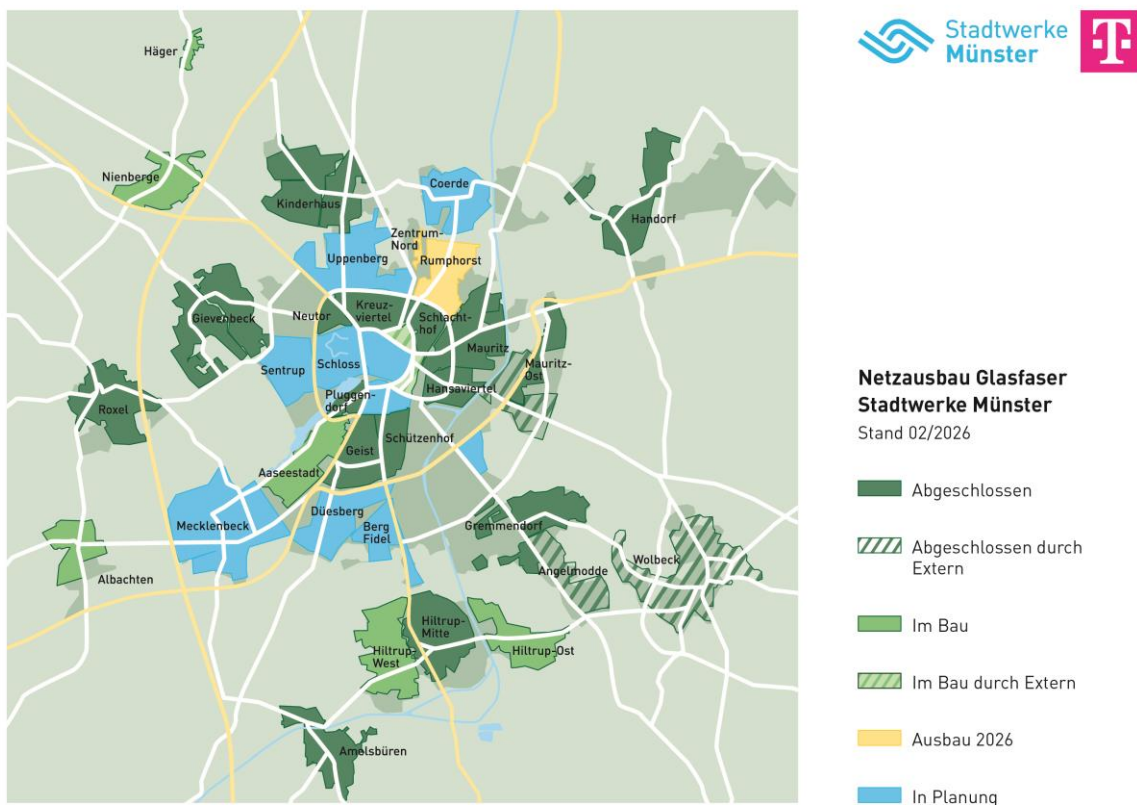 Stadtwerke
Münster
T
Häger
Nienberge
Kinderhaus
Coerde
Zentrum-
Nord
Handorf
Uppenberg
Rumphorst
Kreuz-
viertel
Neutor
Gievenbeck
Schlacht-
hof
Mauritz
Sentrup
Schloss
Mauritz-
Ost
Hansaviertel
Pluggen-
dorf
Roxel
Schützenhof
Geist
Aaseestadt
Mecklenbeck
Düesberg
Berg
Fidel
Gremmendorf
Angelmodde
Wolbeck
Albachten
Hiltrup-
Mitte
Hiltrup-
West
Hiltrup-Ost
Amelsbüren
Netzausbau Glasfaser
Stadtwerke Münster
Stand 02/2026
Abgeschlossen
Abgeschlossen durch
Extern
Im Bau
Im Bau durch Extern
Ausbau 2026
In Planung